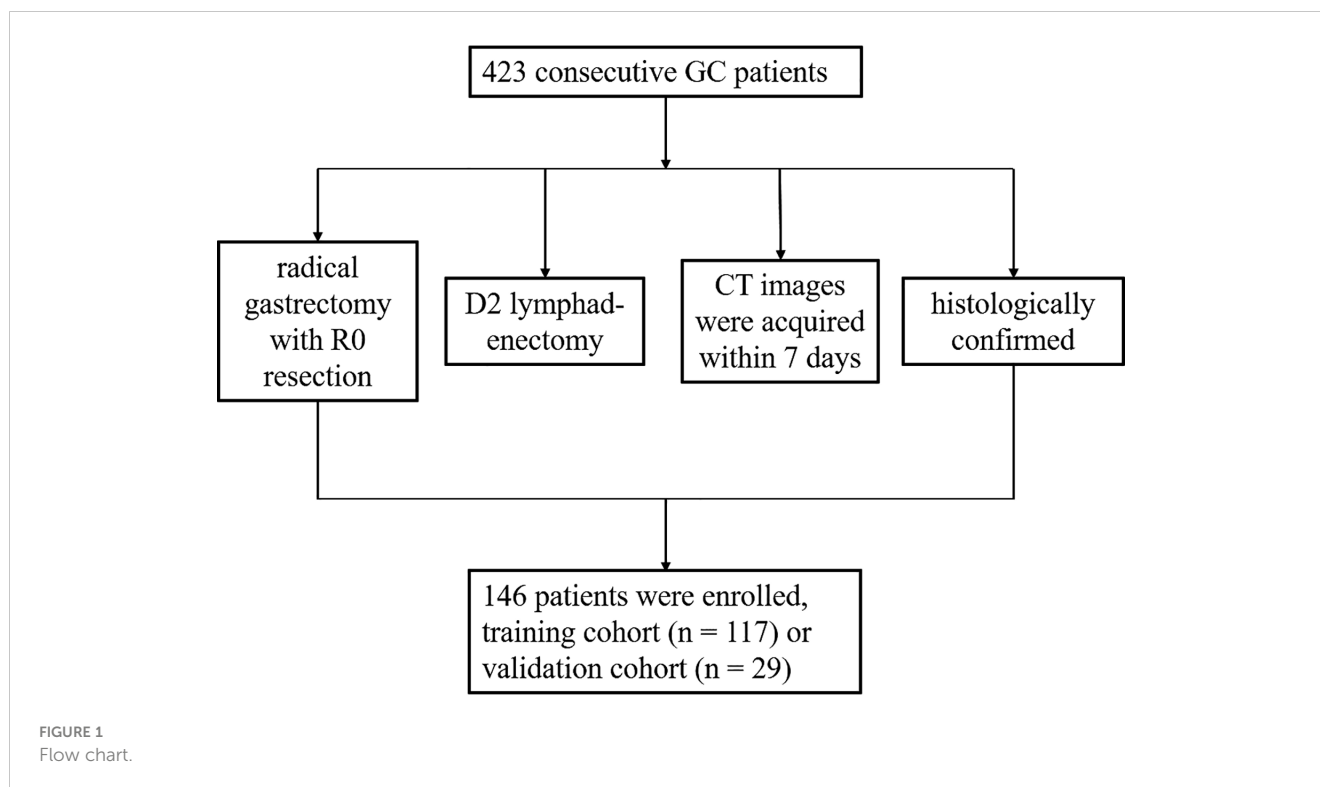 423 consecutive GC patients
radical
gastrectomy
with R0
resection
D2 lymphad-
enectomy
CT images
were acquired
within 7 days
histologically
confirmed
146 patients were enrolled,
training cohort (n = 117) or
validation cohort (n = 29)
FIGURE 1
Flow chart.